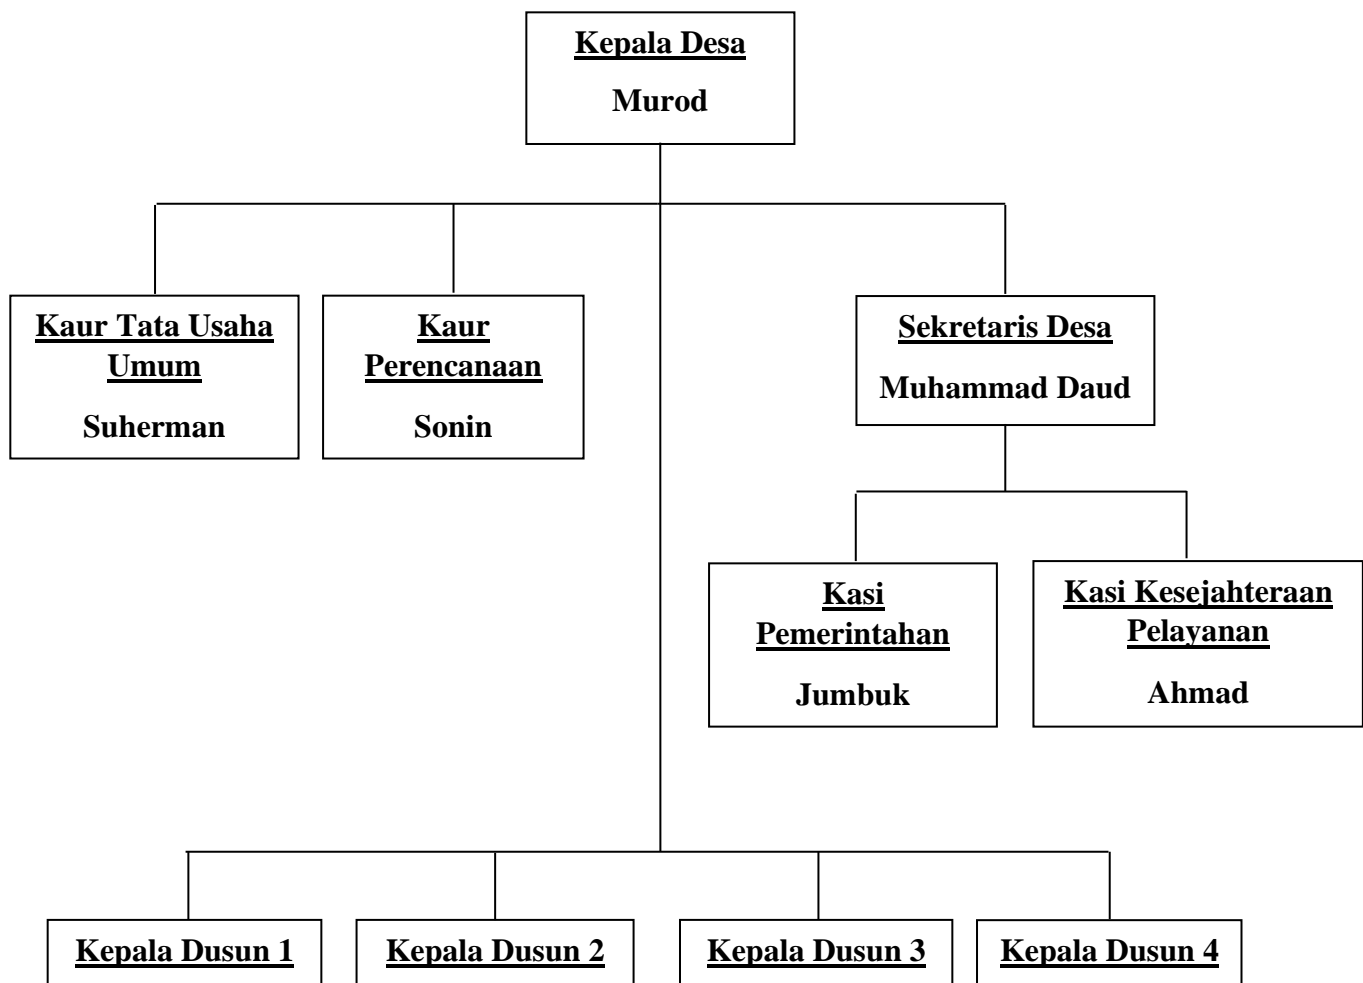 Kepala Desa
Murod
Kaur Tata Usaha
Umum
Suherman
Kaur
Perencanaan
Sonin
Sekretaris Desa
Muhammad Daud
Kasi
Pemerintahan
Jumbuk
Kasi Kesejahteraan
Pelayanan
Ahmad
Kepala Dusun 1
Kepala Dusun 2
Kepala Dusun 3
Kepala Dusun 4